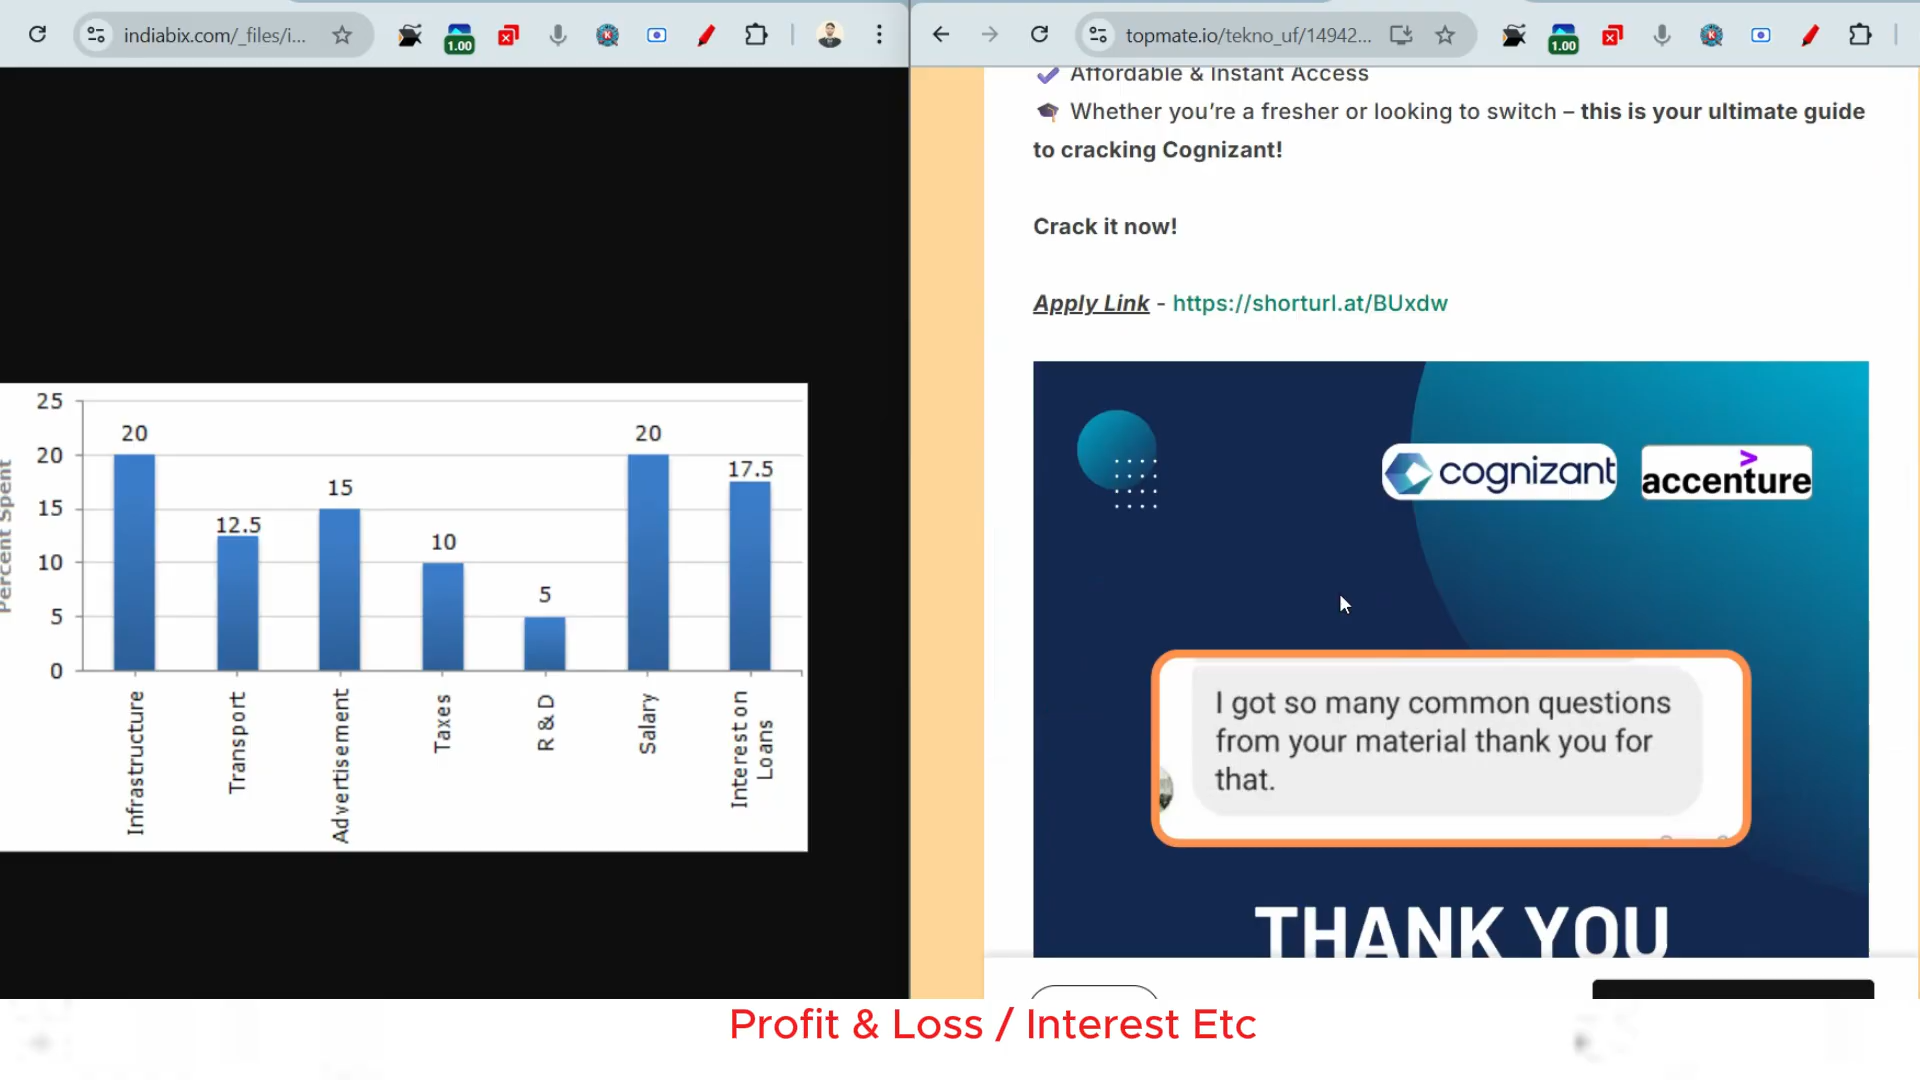 indiabix.com/_files/i...
1.00
topmate.io/tekno_uf/14942...
1.00
25
20
15
10
5
0
Percent Spent
20
12.5
15
10
5
20
17.5
Infrastructure
Transport
Advertisement
Taxes
R & D
Salary
Interest on
Loans
Affordable & Instant Access
Whether you’re a fresher or looking to switch – this is your ultimate guide
to cracking Cognizant!
Crack it now!
Apply Link - https://shorturl.at/BUxdw
cognizant
accenture
I got so many common questions
from your material thank you for
that.
THANK YOU
Profit & Loss / Interest Etc